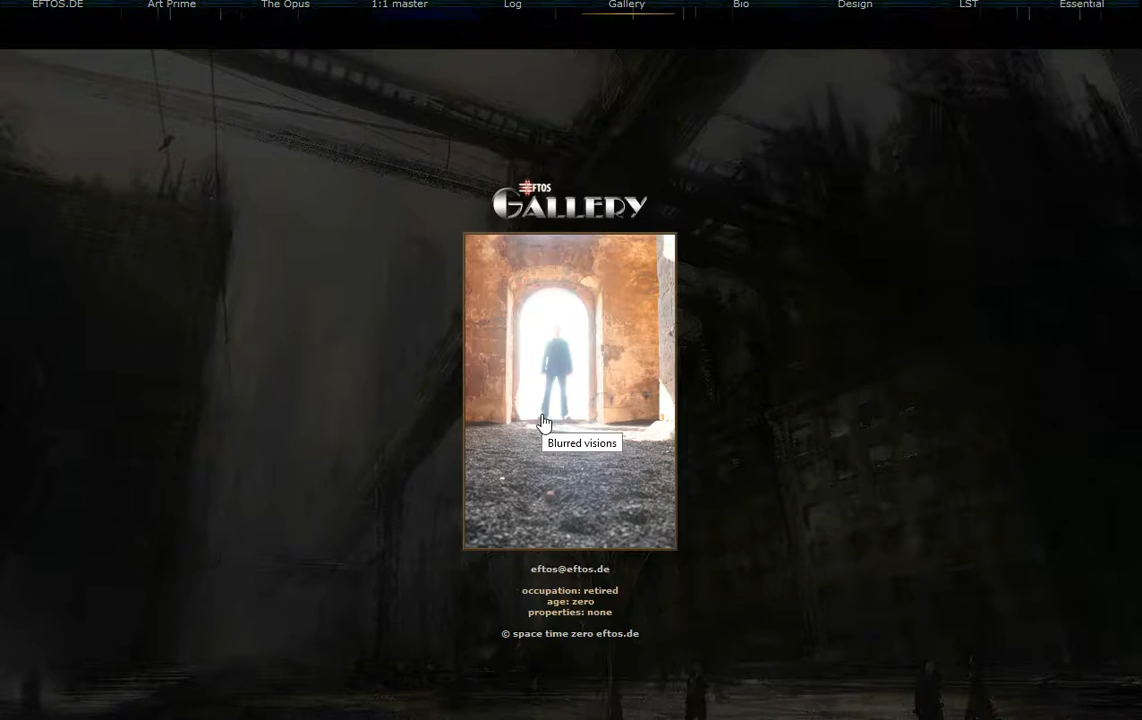 EFTOS.DE Art Prime The Opus 1:1 master Log Gallery Bio Design LST Essential
EFTOS
GALLERY
Blurred visions
eftos@eftos.de
occupation: retired
age: zero
properties: none
© space time zero eftos.de